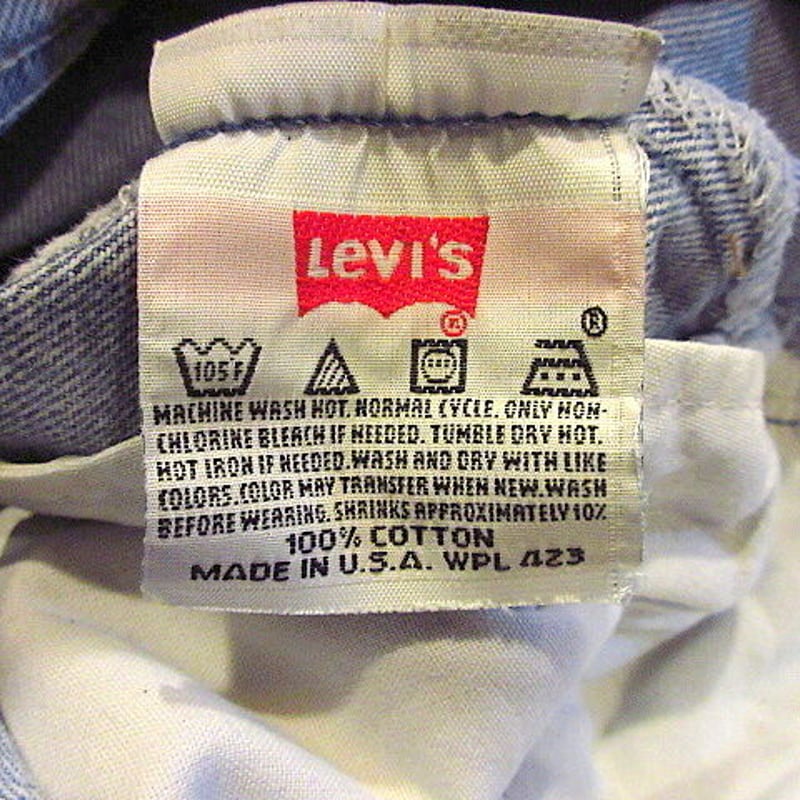 Levi's
®
®
105F
MACHINE WASH HOT. NORMAL CYCLE. ONLY NON-
CHLORINE BLEACH IF NEEDED. TUMBLE DRY HOT.
HOT IRON IF NEEDED.WASH AND DRY WITH LIKE
COLORS.COLOR MAY TRANSFER WHEN NEW.WASH
BEFORE WEARING. SHRINKS APPROXIMATELY 10%
100% COTTON
MADE IN U.S.A. WPL 423